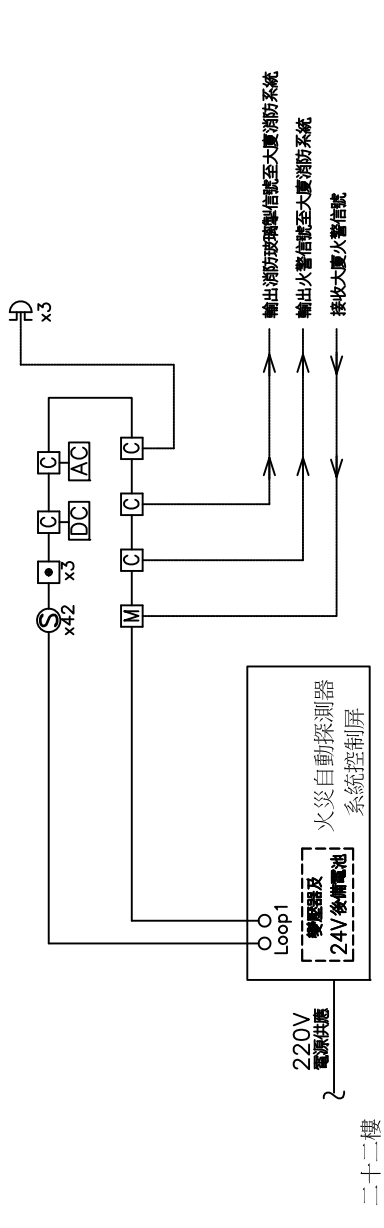 輸出消防玻璃掣信號至大廈消防系統
輸出火警信號至大廈消防系統
接收大廈火警信號
x3
C
AC
C
DC
x3
S
x42
C
C
C
M
火災自動探測器
系統控制屏
Loop1
變壓器及
24V後備電池
220V
電源供應
二十二樓